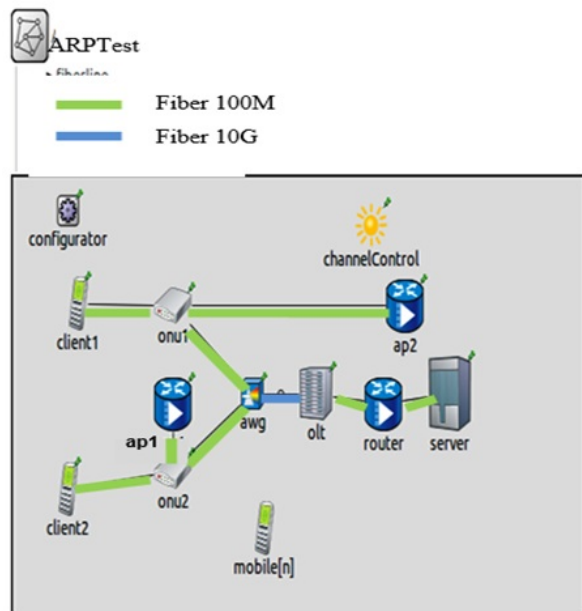 ARPTest
Fiber 100M
Fiber 10G
configurator
channelControl
client1
onu1
ap2
ap1
awg
olt
router
server
client2
onu2
mobile[n]